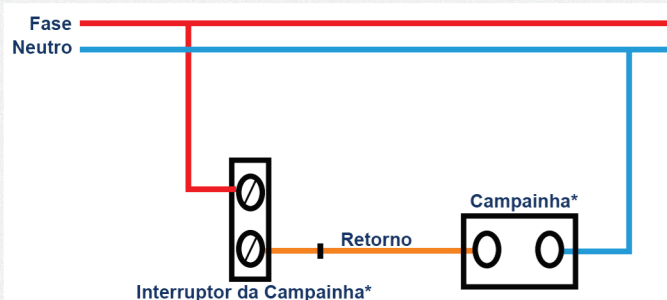 Fase
Neutro
Campainha*
Retorno
Interruptor da Campainha*